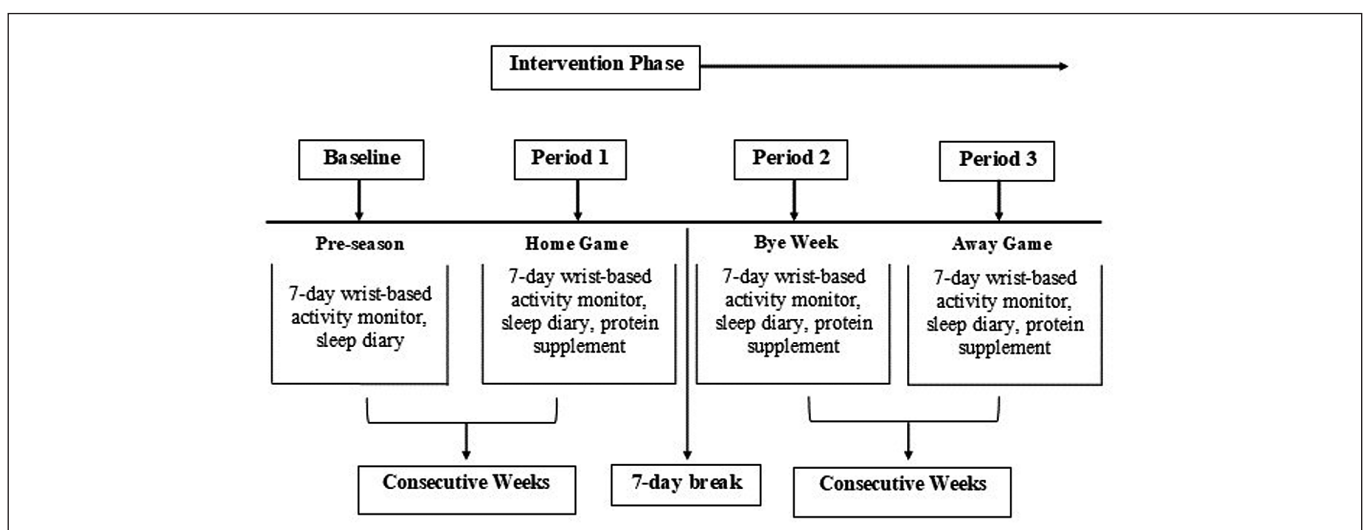 Intervention Phase
Baseline
Period 1
Period 2
Period 3
Pre-season
Home Game
Bye Week
Away Game
7-day wrist-based
activity monitor,
sleep diary
7-day wrist-based
activity monitor,
sleep diary, protein
supplement
7-day wrist-based
activity monitor,
sleep diary, protein
supplement
7-day wrist-based
activity monitor,
sleep diary, protein
supplement
Consecutive Weeks
7-day break
Consecutive Weeks